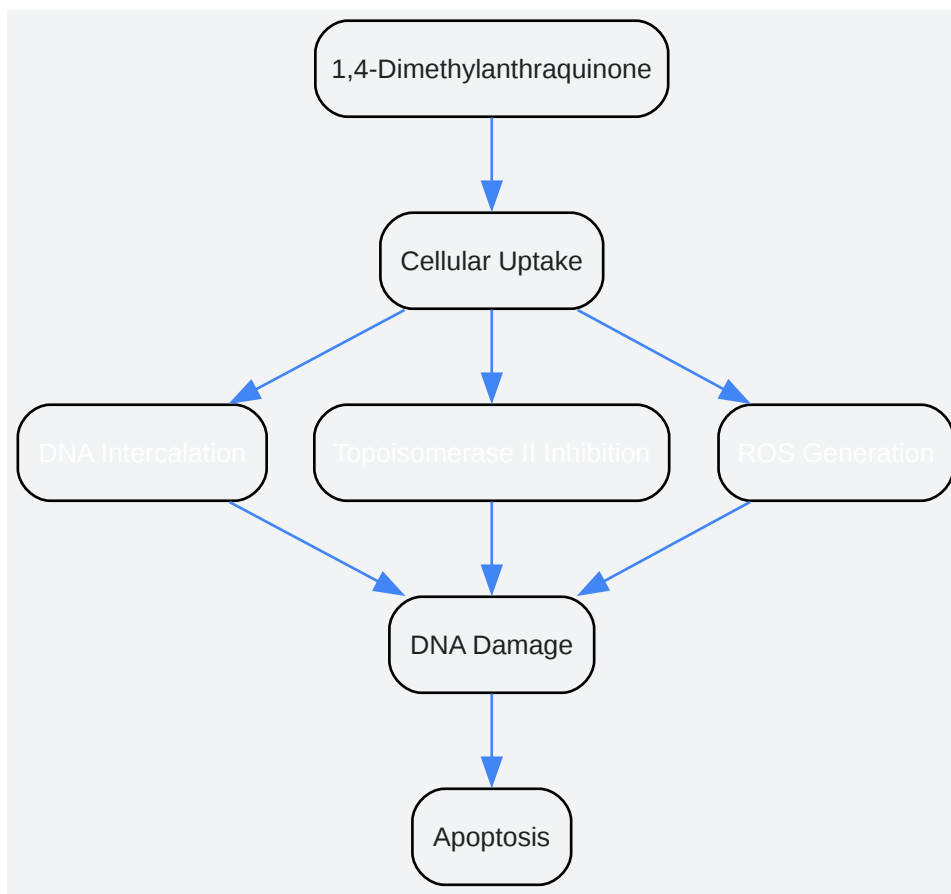 1,4-Dimethylanthraquinone
Cellular Uptake
DNA Intercalation
Topoisomerase II Inhibition
ROS Generation
DNA Damage
Apoptosis